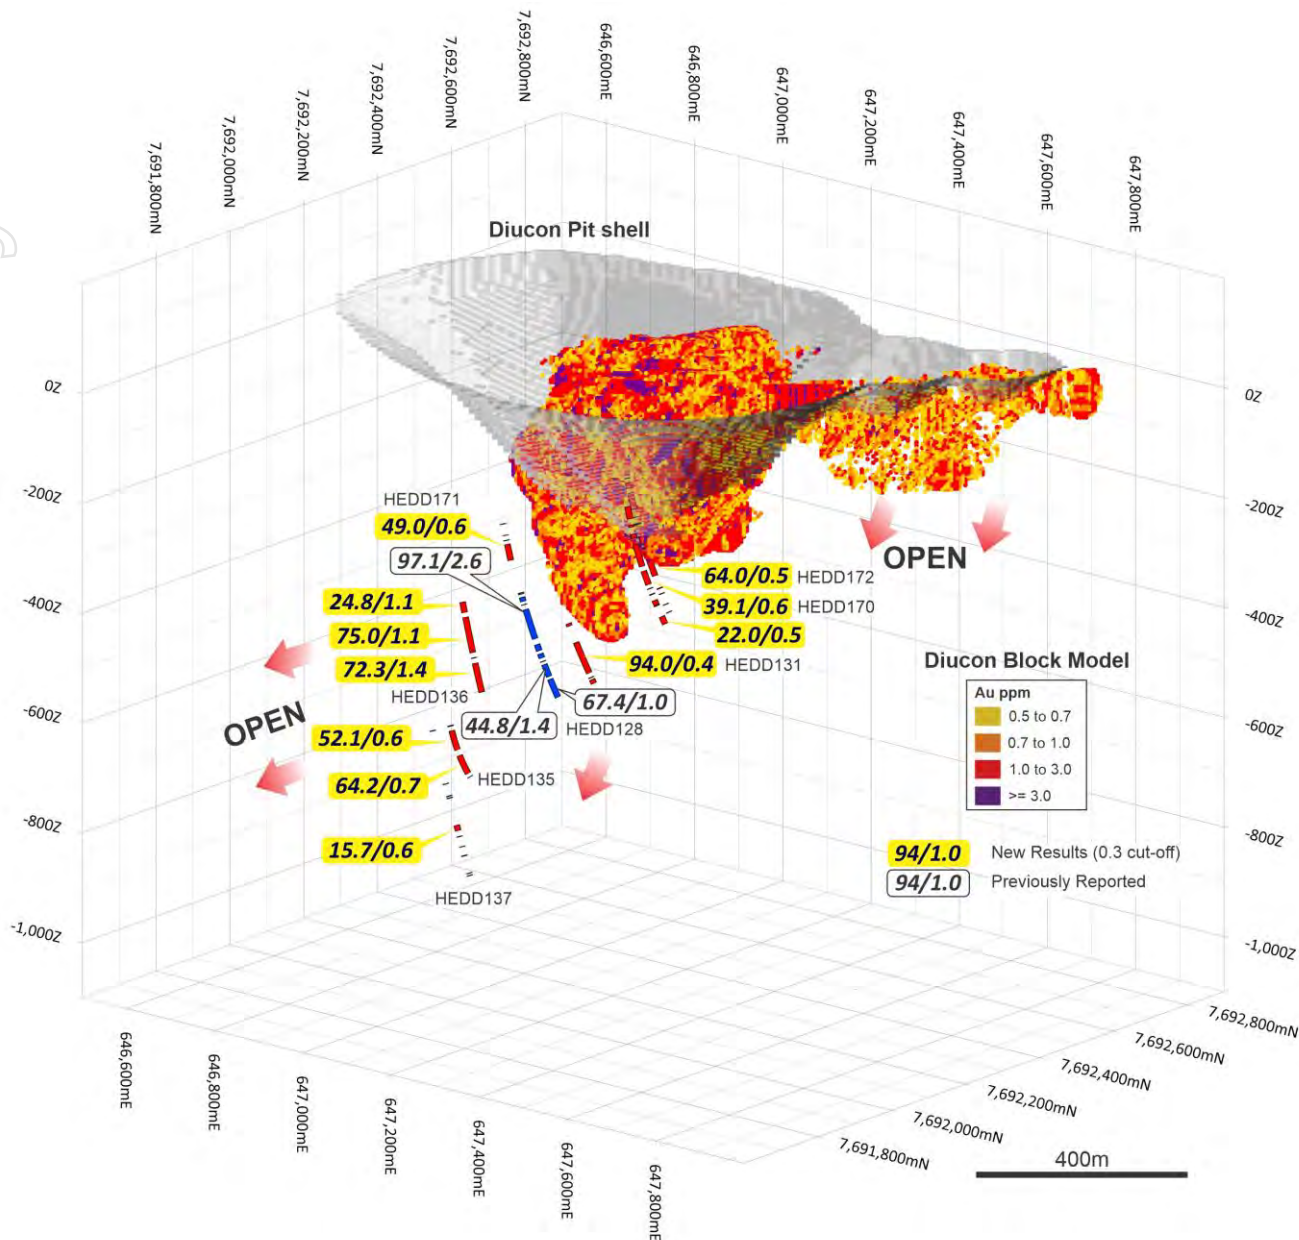 7,691,800mN
7,692,000mN
7,692,200mN
7,692,400mN
7,692,600mN
7,692,800mN
646,600mE
646,800mE
647,000mE
647,200mE
647,400mE
647,600mE
647,800mE
Diucon Pit shell
0Z
0Z
-200Z
-200Z
HEDD171
49.0/0.6
97.1/2.6
OPEN
64.0/0.5 HEDD172
39.1/0.6 HEDD170
22.0/0.5
24.8/1.1
75.0/1.1
72.3/1.4
HEDD136
-400Z
-400Z
94.0/0.4 HEDD131
67.4/1.0
44.8/1.4
HEDD128
Diucon Block Model
Au ppm
0.5 to 0.7
0.7 to 1.0
1.0 to 3.0
>= 3.0
-600Z
-600Z
OPEN
52.1/0.6
64.2/0.7
HEDD135
-800Z
-800Z
15.7/0.6
HEDD137
94/1.0 New Results (0.3 cut-off)
94/1.0 Previously Reported
-1,000Z
-1,000Z
646,600mE
646,800mE
647,000mE
647,200mE
647,400mE
647,600mE
647,800mE
7,691,800mN
7,692,000mN
7,692,200mN
7,692,400mN
7,692,600mN
7,692,800mN
400m